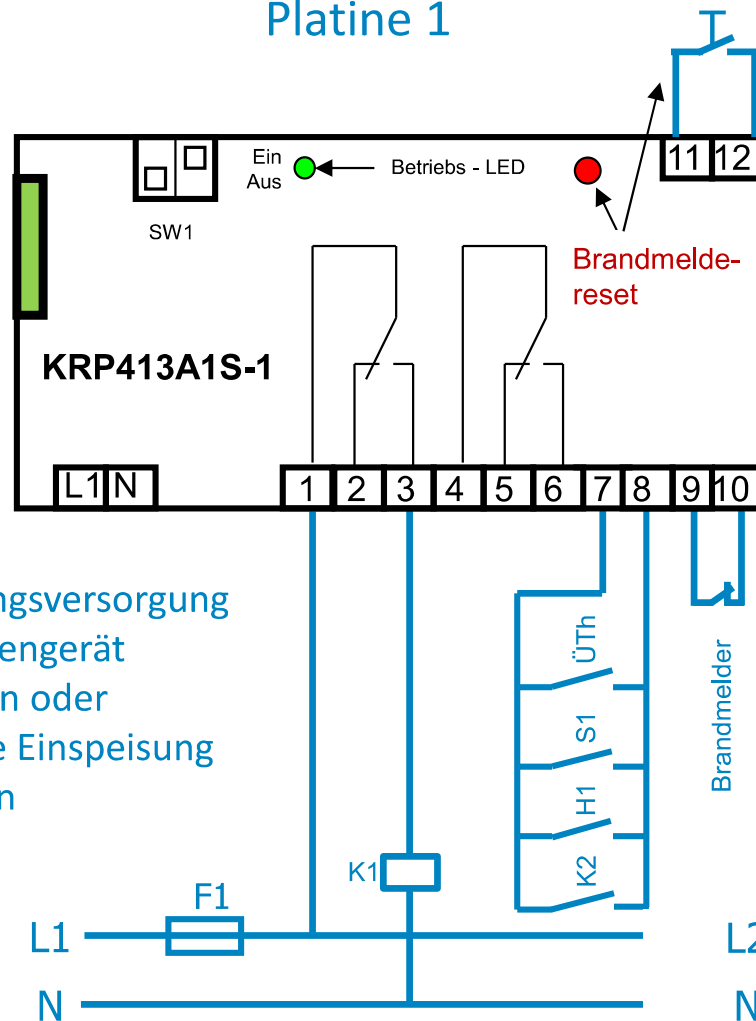 Platine 1
11 12
Ein
Aus
Betriebs - LED
SW1
Brandmelde-
reset
KRP413A1S-1
L1 N 1 2 3 4 5 6 7 8 9 10
ngsversorgung
engerät
n oder
e Einspeisung
n
ÜTh
S1
H1
K2
Brandmelder
K1
F1
L1
L2
N
N